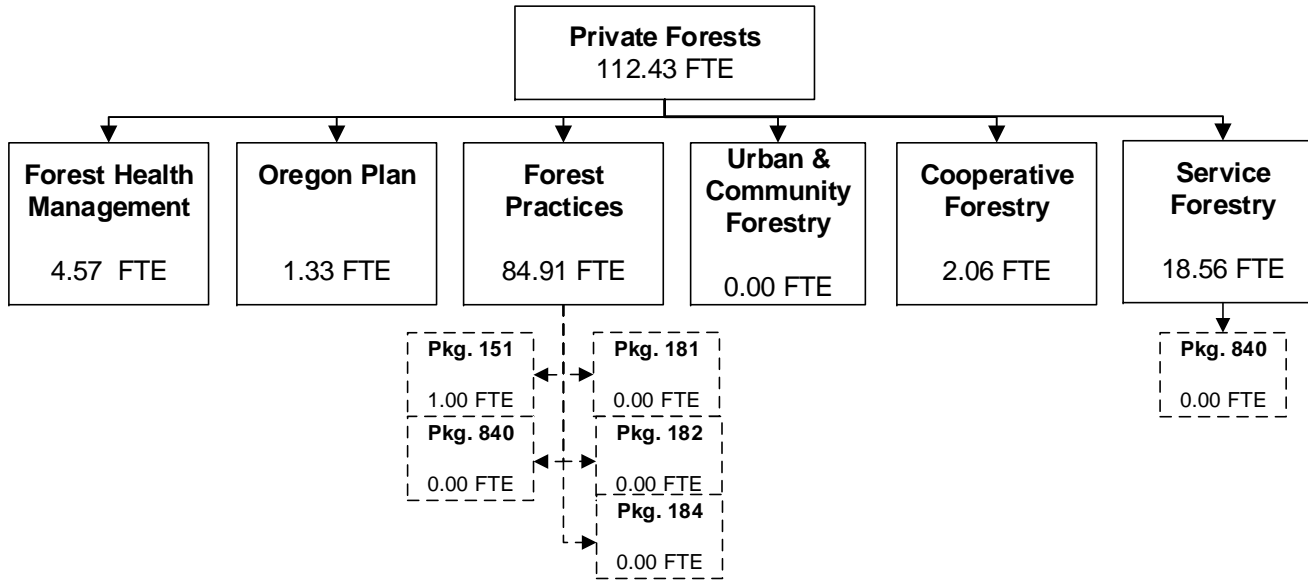 Private Forests
112.43 FTE
Forest Health
Management
4.57 FTE
Oregon Plan
1.33 FTE
Forest
Practices
84.91 FTE
Urban &
Community
Forestry
0.00 FTE
Cooperative
Forestry
2.06 FTE
Service
Forestry
18.56 FTE
Pkg. 151
1.00 FTE
Pkg. 181
0.00 FTE
Pkg. 840
0.00 FTE
Pkg. 840
0.00 FTE
Pkg. 182
0.00 FTE
Pkg. 184
0.00 FTE